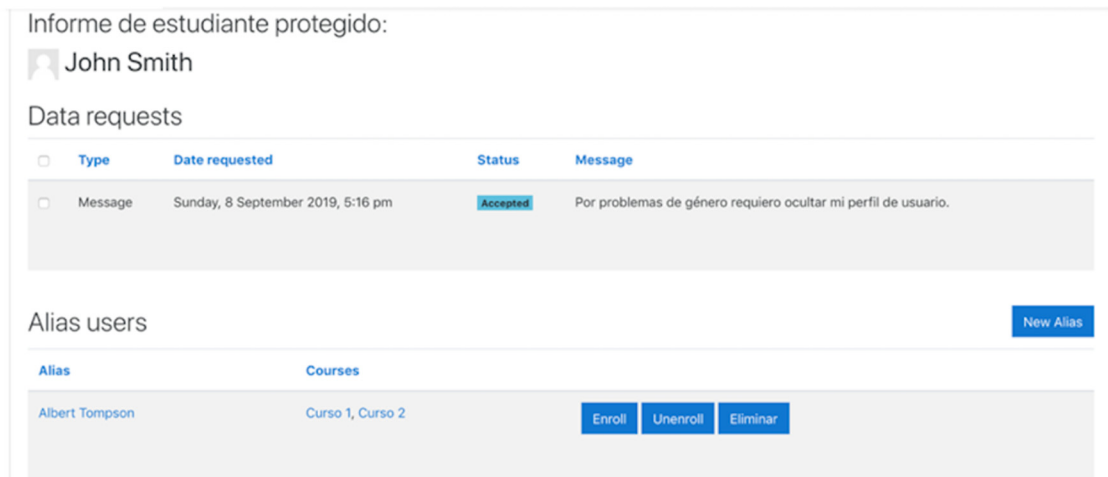 Informe de estudiante protegido:
John Smith
Data requests
Type Date requested Status Message
Message Sunday, 8 September 2019, 5:16 pm Accepted Por problemas de género requiero ocultar mi perfil de usuario.
Alias users New Alias
Alias Courses
Albert Tompson Curso 1, Curso 2 Enroll Unenroll Eliminar